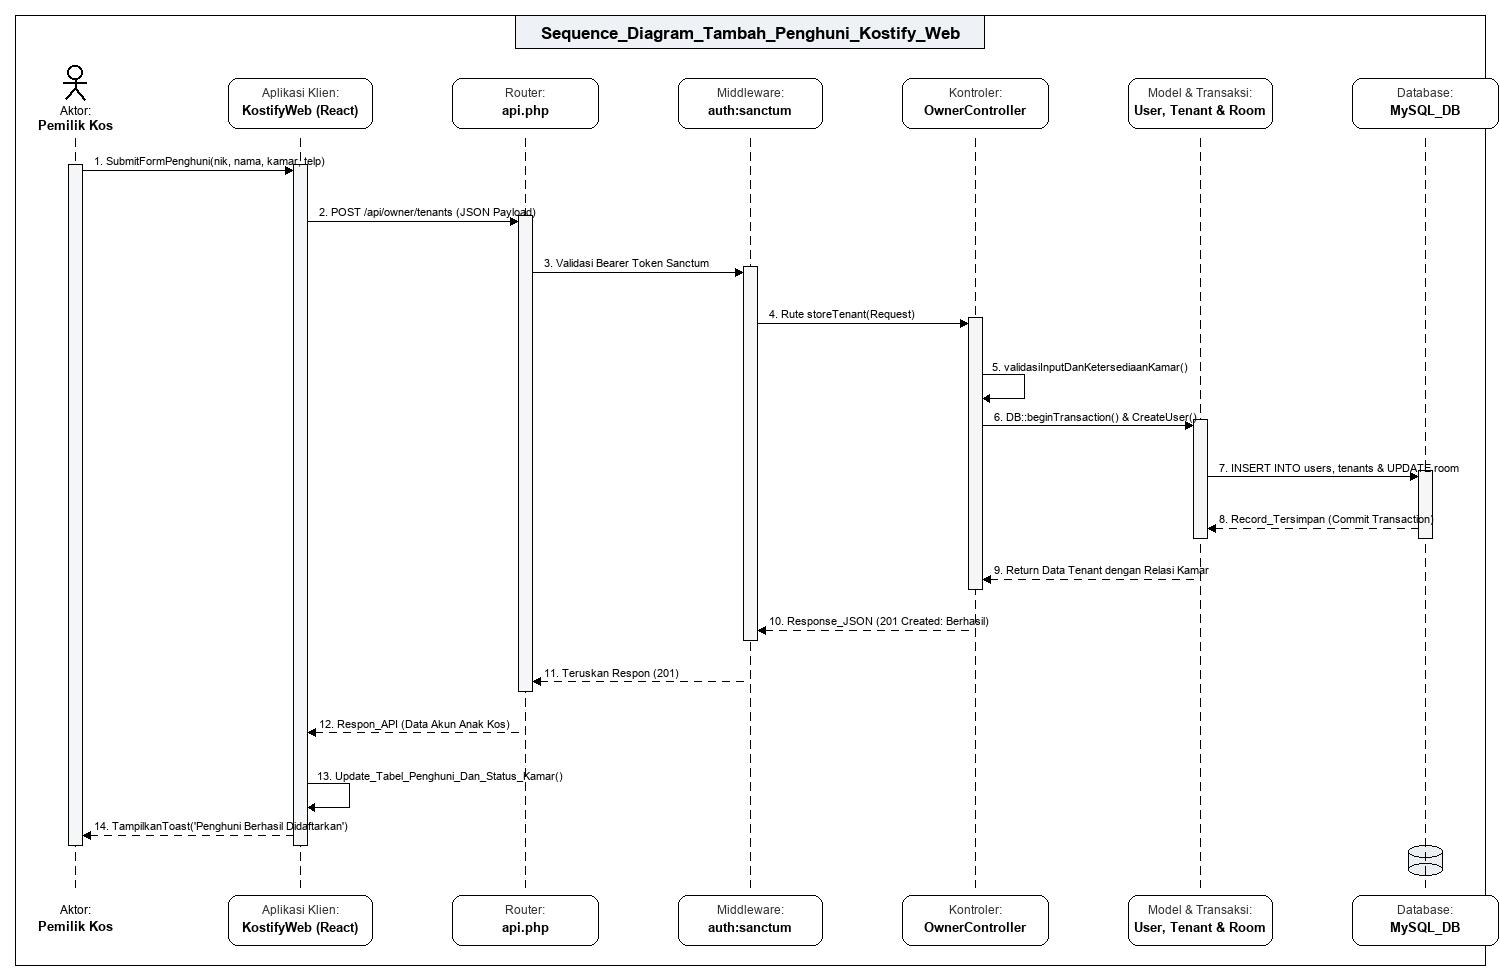 Sequence_Diagram_Tambah_Penghuni_Kostify_Web
Aktor:
Pemilik Kos
Aplikasi Klien:
KostifyWeb (React)
Router:
api.php
Middleware:
auth:sanctum
Kontroler:
OwnerController
Model & Transaksi:
User, Tenant & Room
Database:
MySQL_DB
1. SubmitFormPenghuni(nik, nama, kamar, telp)
2. POST /api/owner/tenants (JSON Payload)
3. Validasi Bearer Token Sanctum
4. Rute storeTenant(Request)
5. validasiInputDanKetersediaanKamar()
6. DB::beginTransaction() & CreateUser()
7. INSERT INTO users, tenants & UPDATE room
8. Record_Tersimpan (Commit Transaction)
9. Return Data Tenant dengan Relasi Kamar
10. Response_JSON (201 Created: Berhasil)
11. Teruskan Respon (201)
12. Respon_API (Data Akun Anak Kos)
13. Update_Tabel_Penghuni_Dan_Status_Kamar()
14. TampilkanToast('Penghuni Berhasil Didaftarkan')
Aktor:
Pemilik Kos
Aplikasi Klien:
KostifyWeb (React)
Router:
api.php
Middleware:
auth:sanctum
Kontroler:
OwnerController
Model & Transaksi:
User, Tenant & Room
Database:
MySQL_DB